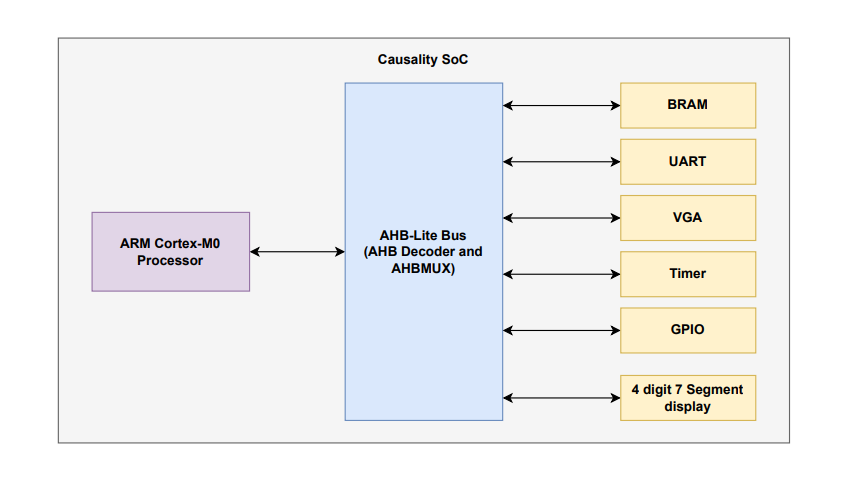 Causality SoC
ARM Cortex-M0
Processor
AHB-Lite Bus
(AHB Decoder and
AHBMUX)
BRAM
UART
VGA
Timer
GPIO
4 digit 7 Segment
display